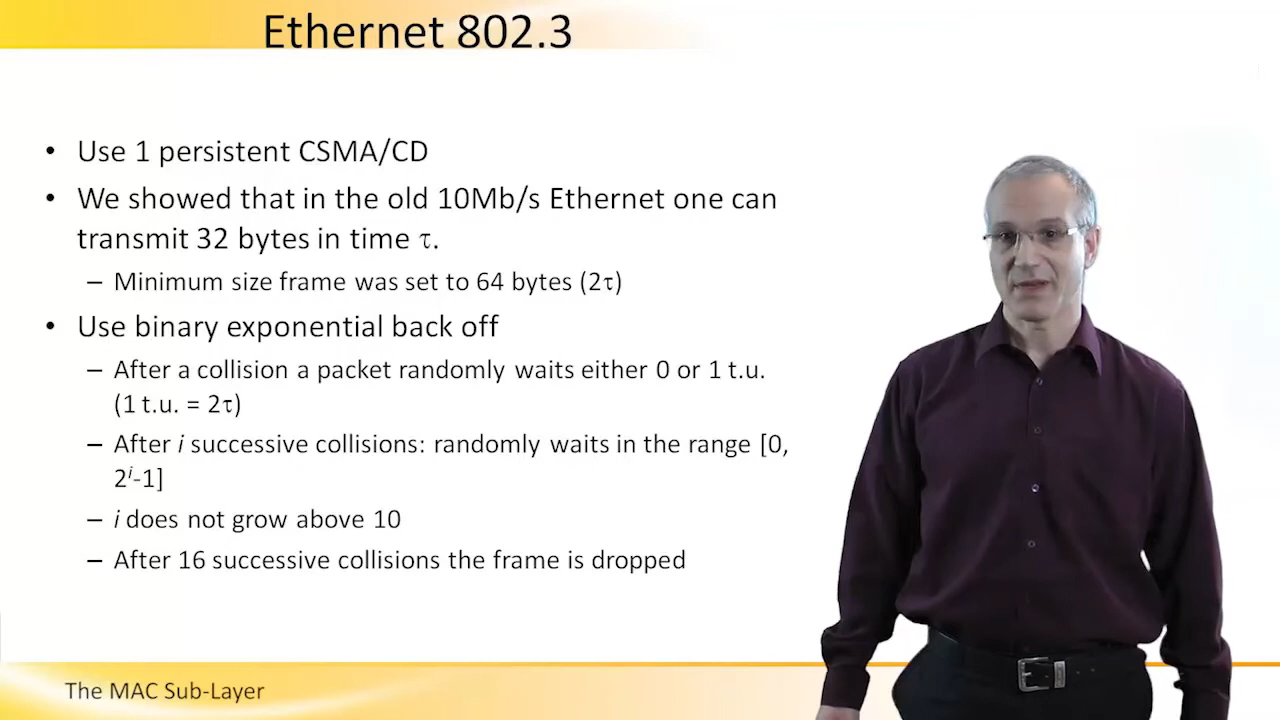 Ethernet 802.3
• Use 1 persistent CSMA/CD
• We showed that in the old 10Mb/s Ethernet one can
transmit 32 bytes in time τ.
– Minimum size frame was set to 64 bytes (2τ)
• Use binary exponential back off
– After a collision a packet randomly waits either 0 or 1 t.u.
(1 t.u. = 2τ)
– After i successive collisions: randomly waits in the range [0,
2^i-1]
– i does not grow above 10
– After 16 successive collisions the frame is dropped
The MAC Sub-Layer